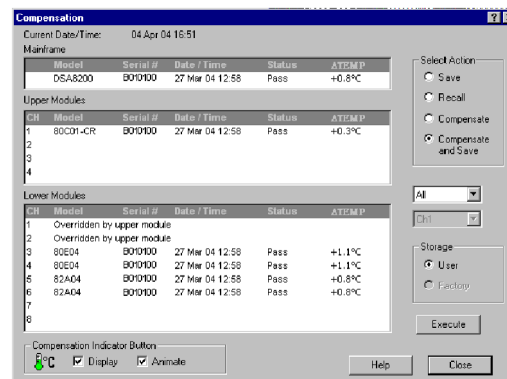 Compensation
Current Date/Time: 04 Apr 04 16:51
Mainframe
Model Serial # Date / Time Status ΔTEMP
DSA8200 B010100 27 Mar 04 12:58 Pass +0.8°C
Upper Modules
CH Model Serial # Date / Time Status ΔTEMP
1 80C01-CR B010100 27 Mar 04 12:58 Pass +0.3°C
2
3
4
Lower Modules
CH Model Serial # Date / Time Status ΔTEMP
1 Overridden by upper module
2 Overridden by upper module
3 80E04 B010100 27 Mar 04 12:58 Pass +1.1°C
4 80E04 B010100 27 Mar 04 12:58 Pass +1.1°C
5 82A04 B010100 27 Mar 04 12:58 Pass +0.8°C
6 82A04 B010100 27 Mar 04 12:58 Pass +0.8°C
7
8
Compensation Indicator Button
°C Display Animate
Select Action
Save
Recall
Compensate
Compensate
and Save
All
Ch1
Storage
User
Factory
Execute
Help Close